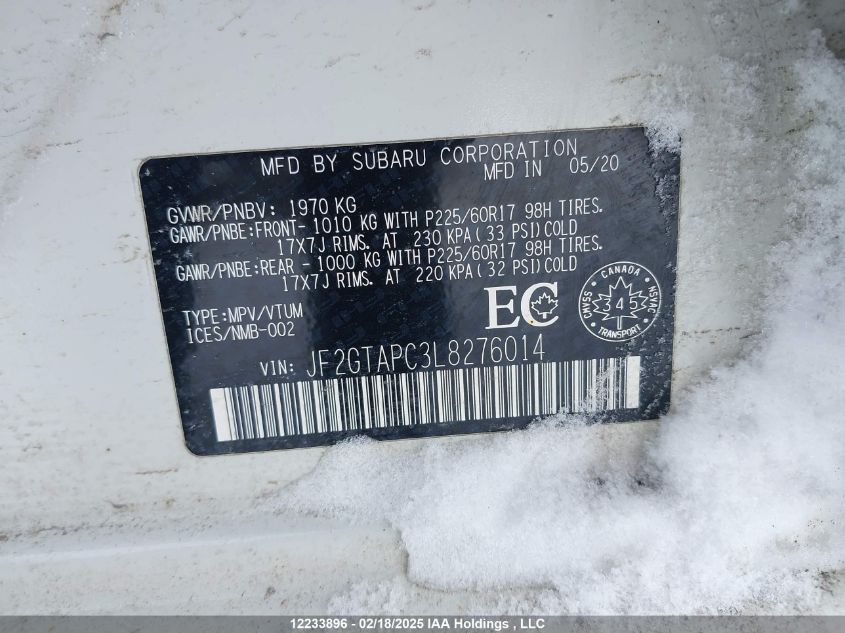 MFD BY SUBARU CORPORATION
MFD IN 05/20
GVWR/PNBV: 1970 KG
GAWR/PNBE:FRONT- 1010 KG WITH P225/60R17 98H TIRES.
17X7J RIMS. AT 230 KPA(33 PSI)COLD
GAWR/PNBE:REAR - 1000 KG WITH P225/60R17 98H TIRES.
17X7J RIMS. AT 220 KPA(32 PSI)COLD
TYPE:MPV/VTUM
ICES/NMB-002
EC
CANADA
SSANC
NSVAC
345
TRANSPORT
VIN: JF2GTAPC3L8276014
12233896 - 02/18/2025 IAA Holdings , LLC